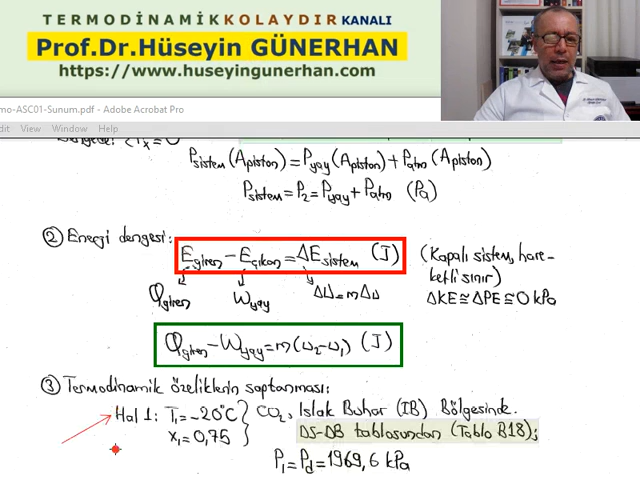 TERMODİNAMİKKOLAYDIR KANALI
Prof.Dr.Hüseyin GÜNERHAN
https://www.huseyingunerhan.com
mo-ASC01-Sunum.pdf - Adobe Acrobat Pro
dit View Window Help
Psistem (Apiston) = Pyay (Apiston) + Patm (Apiston)
Psistem = P2 = Pyay + Patm (Pa)
② Enerji dengesi:
Egiren - Eçıkan = ΔEsistem (J)
(Kapalı sistem, hare-
ketli sınır)
Qgiren Wyay ΔU = mΔu
ΔKE ≅ ΔPE ≅ 0 kPa
Qgiren - Wyay = m(u2 - u1) (J)
③ Termodinamik özeliklerin saptanması:
Hal 1: T1 = -20°C } CO2, Islak Buhar (IB) Bölgesinde.
x1 = 0,75 DS-DB tablosundan (Tablo B18);
P1 = Pd = 1969,6 kPa